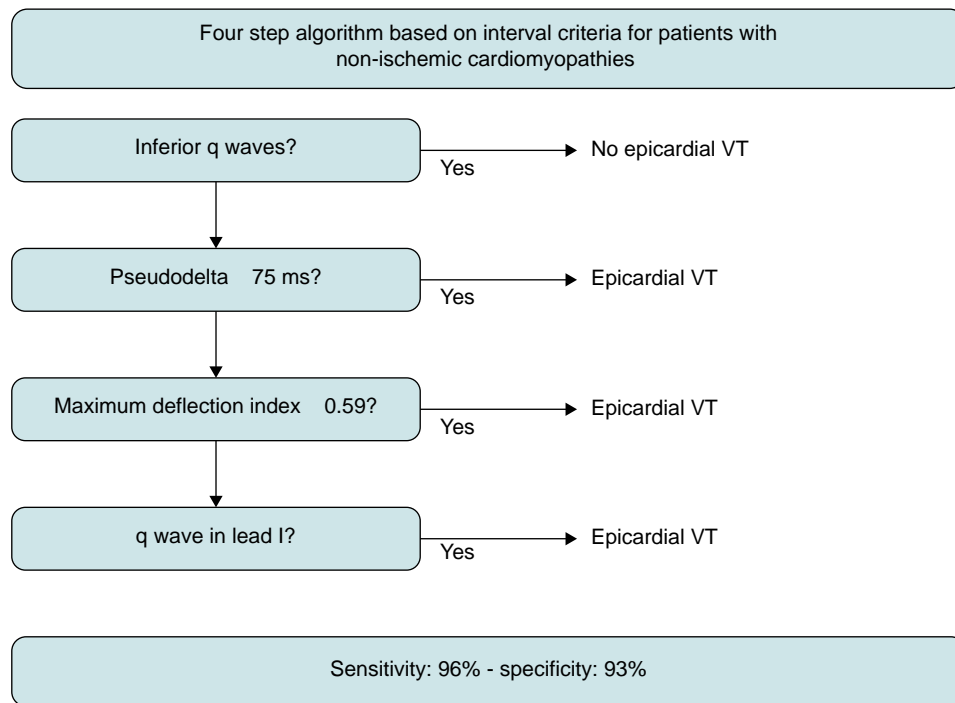 Four step algorithm based on interval criteria for patients with
non-ischemic cardiomyopathies
Inferior q waves?
Yes
No epicardial VT
Pseudodelta 75 ms?
Yes
Epicardial VT
Maximum deflection index 0.59?
Yes
Epicardial VT
q wave in lead I?
Yes
Epicardial VT
Sensitivity: 96% - specificity: 93%